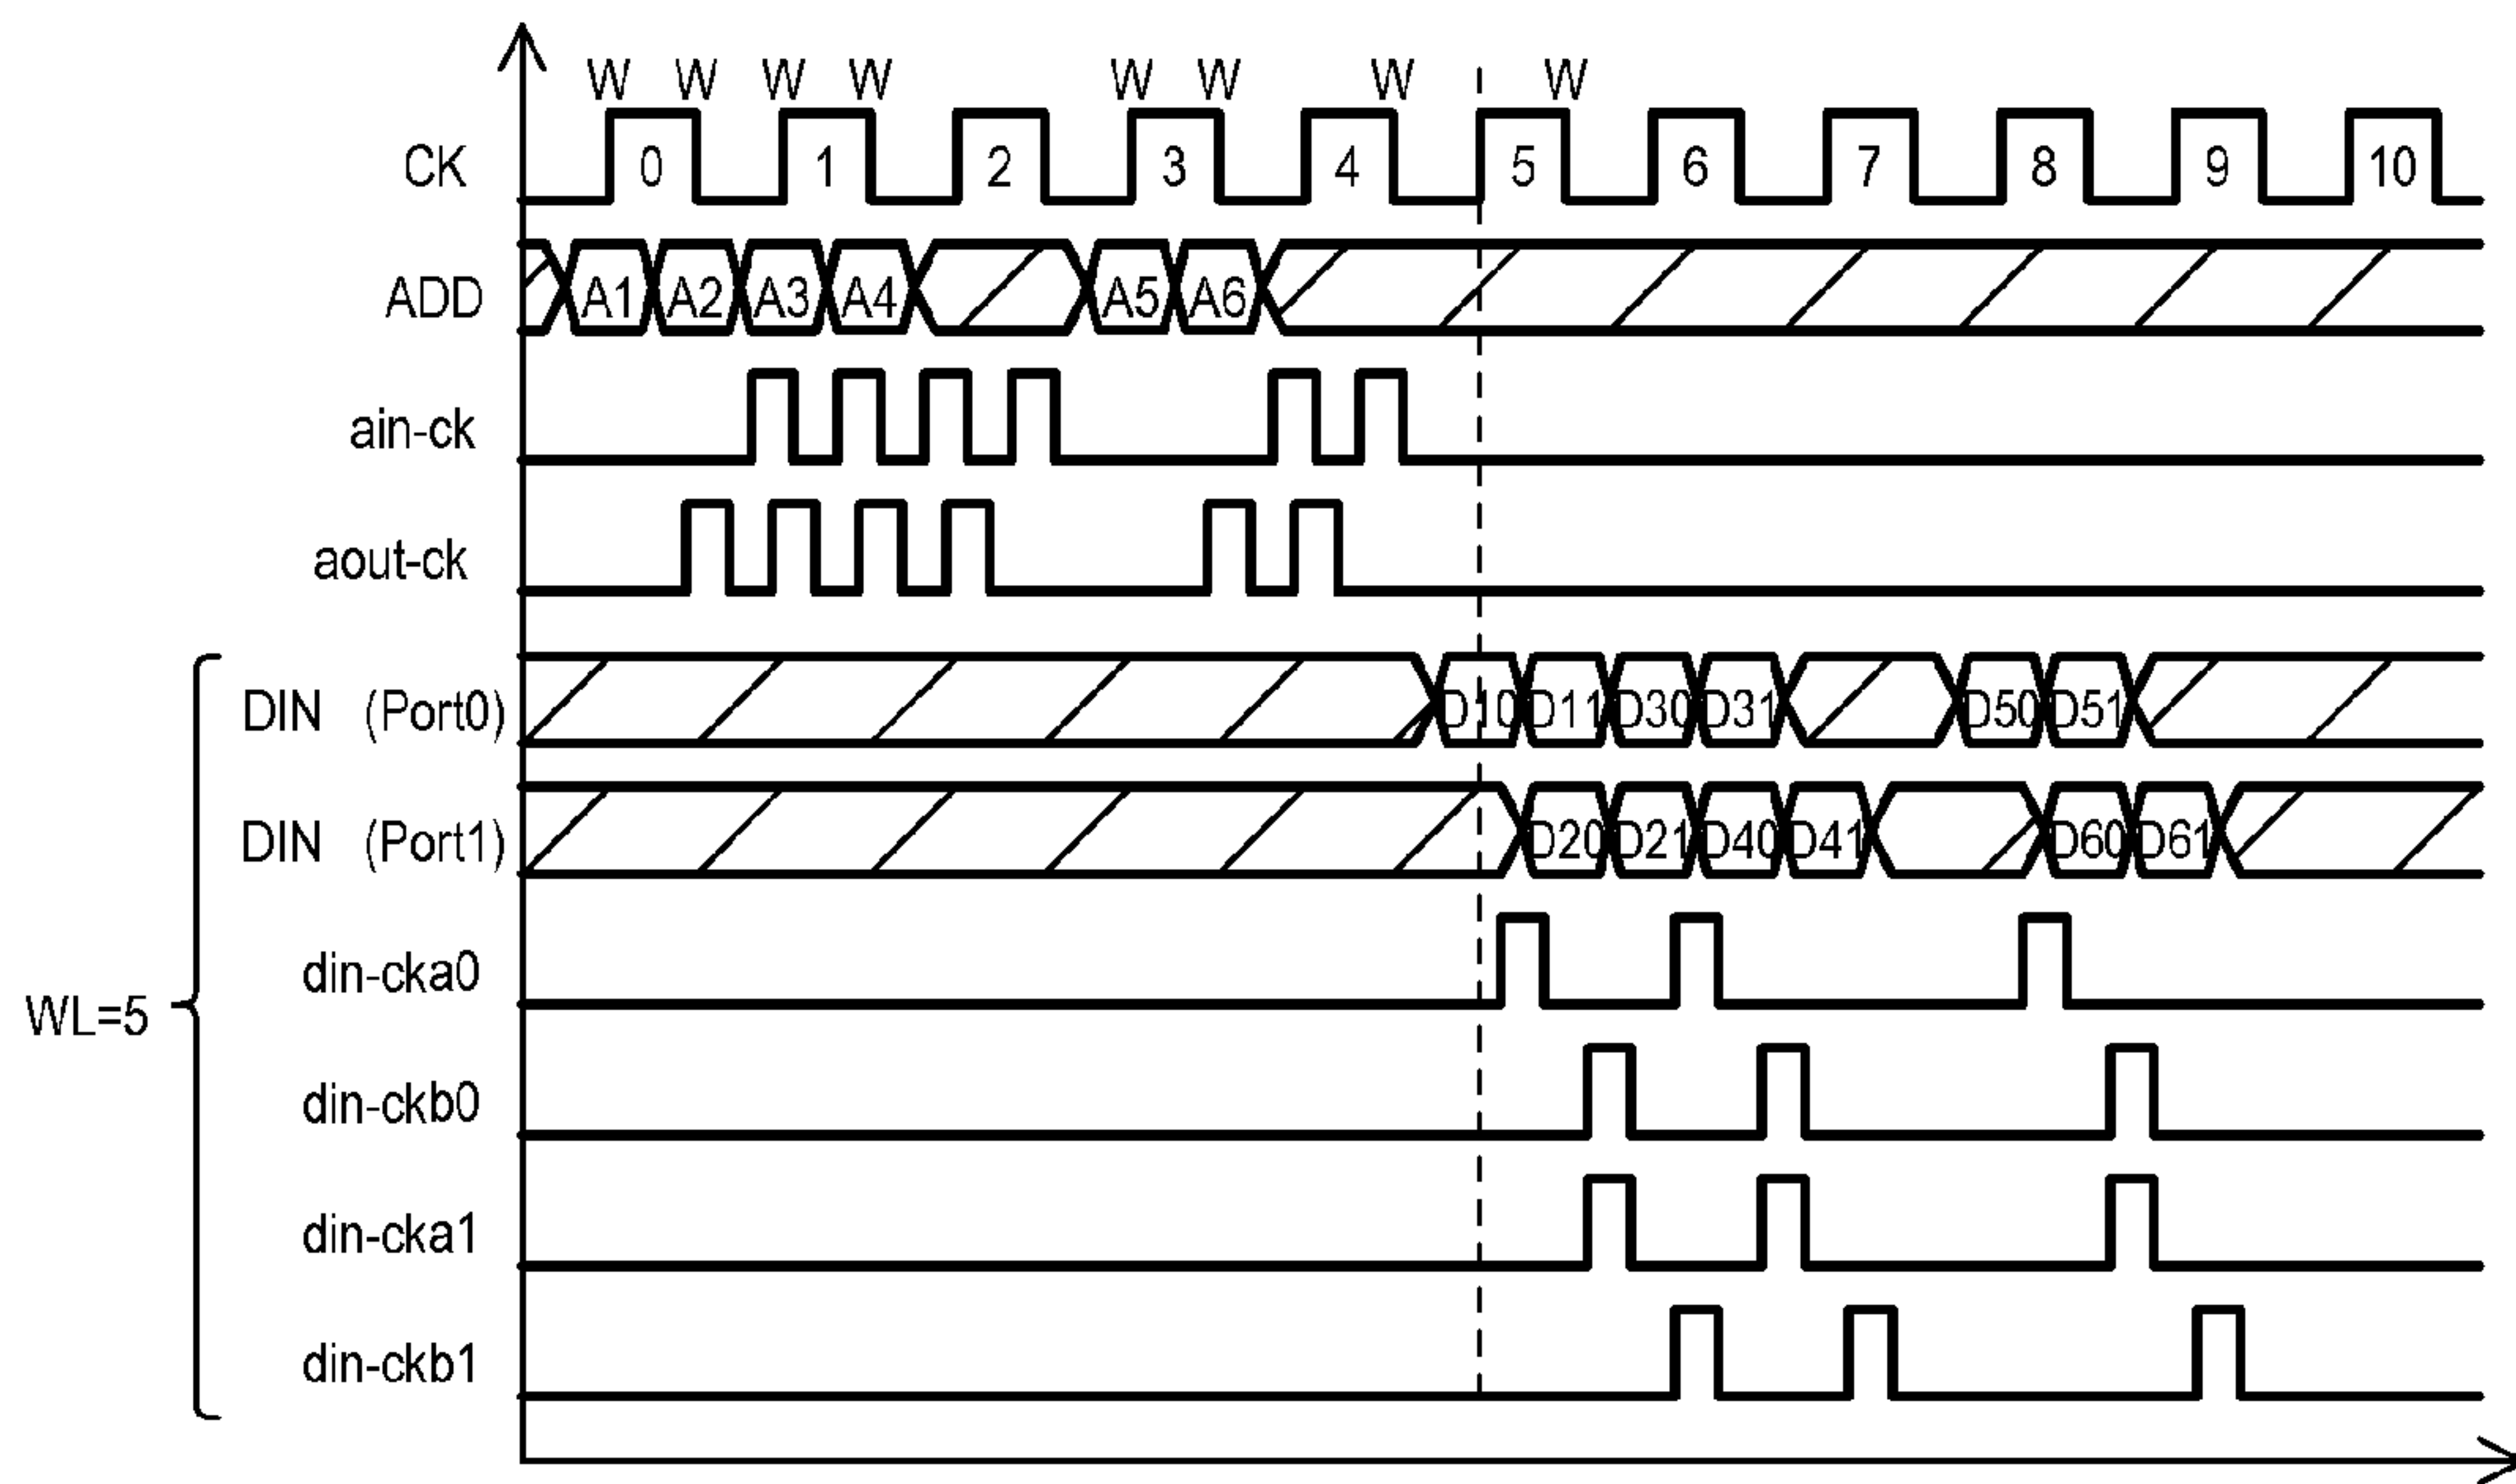 W W W W W W W W
CK 0 1 2 3 4 5 6 7 8 9 10
ADD A1 A2 A3 A4 A5 A6
ain-ck
aout-ck
DIN (Port0) D10 D11 D30 D31 D50 D51
DIN (Port1) D20 D21 D40 D41 D60 D61
din-cka0
WL=5
din-ckb0
din-cka1
din-ckb1